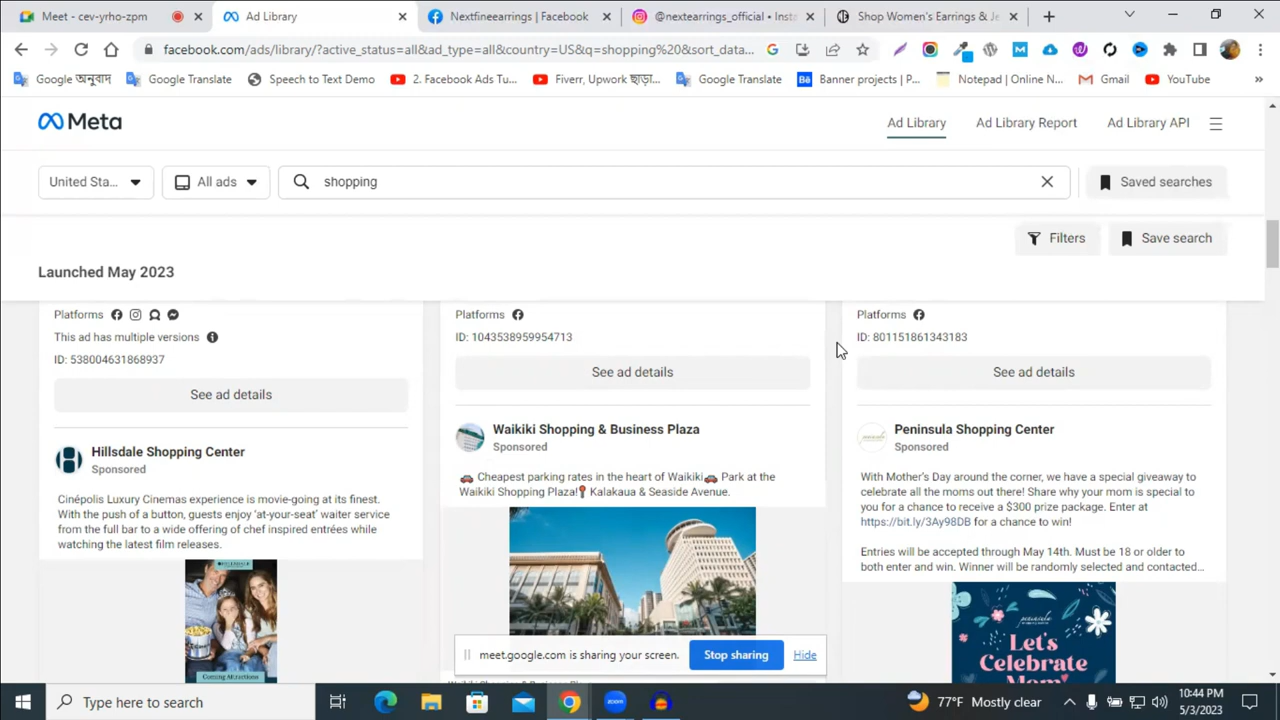 Meet - cev-yrho-zpm
Ad Library
Nextfineearrings | Facebook
@nextearrings_official • Inst
Shop Women's Earrings & Je
facebook.com/ads/library/?active_status=all&ad_type=all&country=US&q=shopping%20&sort_data...
Google অনুবাদ
Google Translate
Speech to Text Demo
2. Facebook Ads Tu...
Fiverr, Upwork ছাড়া...
Google Translate
Banner projects | P...
Notepad | Online N...
Gmail
YouTube
Meta
Ad Library
Ad Library Report
Ad Library API
United Sta...
All ads
shopping
Saved searches
Filters
Save search
Launched May 2023
Platforms
This ad has multiple versions
ID: 538004631868937
See ad details
Hillsdale Shopping Center
Sponsored
Cinépolis Luxury Cinemas experience is movie-going at its finest.
With the push of a button, guests enjoy 'at-your-seat' waiter service
from the full bar to a wide offering of chef inspired entrées while
watching the latest film releases.
HILLSDALE
Coming Attractions
Platforms
ID: 1043538959954713
See ad details
Waikiki Shopping & Business Plaza
Sponsored
🚗 Cheapest parking rates in the heart of Waikiki🚗 Park at the
Waikiki Shopping Plaza!📍 Kalakaua & Seaside Avenue.
Platforms
ID: 801151861343183
See ad details
Peninsula Shopping Center
Sponsored
With Mother's Day around the corner, we have a special giveaway to
celebrate all the moms out there! Share why your mom is special to
you for a chance to receive a $300 prize package. Enter at
https://bit.ly/3Ay98DB for a chance to win!
Entries will be accepted through May 14th. Must be 18 or older to
both enter and win. Winner will be randomly selected and contacted...
peninsula
Let's
Celebrate
Mom
meet.google.com is sharing your screen.
Stop sharing
Hide
Type here to search
zoom
77°F Mostly clear
10:44 PM
5/3/2023